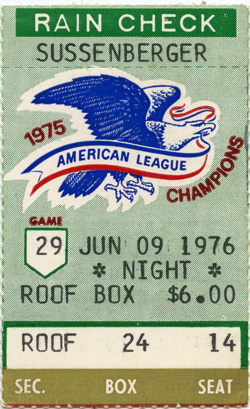 RAIN CHECK
SUSSENBERGER
1975
AMERICAN LEAGUE
CHAMPIONS
GAME
29 JUN 09 1976
* NIGHT *
ROOF BOX $6.00
ROOF 24 14
SEC. BOX SEAT